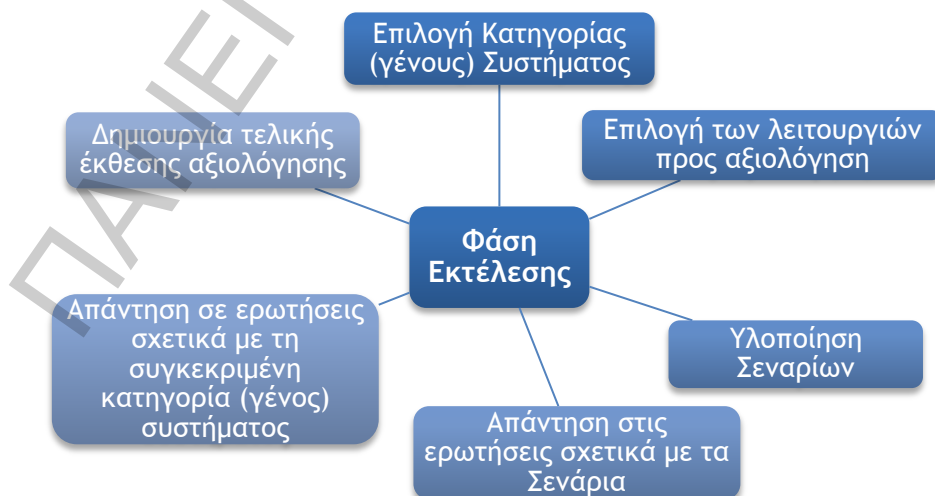 Επιλογή Κατηγορίας
(γένους) Συστήματος
Επιλογή των λειτουργιών
προς αξιολόγηση
Υλοποίηση
Σεναρίων
Απάντηση στις
ερωτήσεις σχετικά με τα
Σενάρια
Απάντηση σε ερωτήσεις
σχετικά με τη
συγκεκριμένη
κατηγορία (γένος)
συστήματος
Δημιουργία τελικής
έκθεσης αξιολόγησης
Φάση
Εκτέλεσης